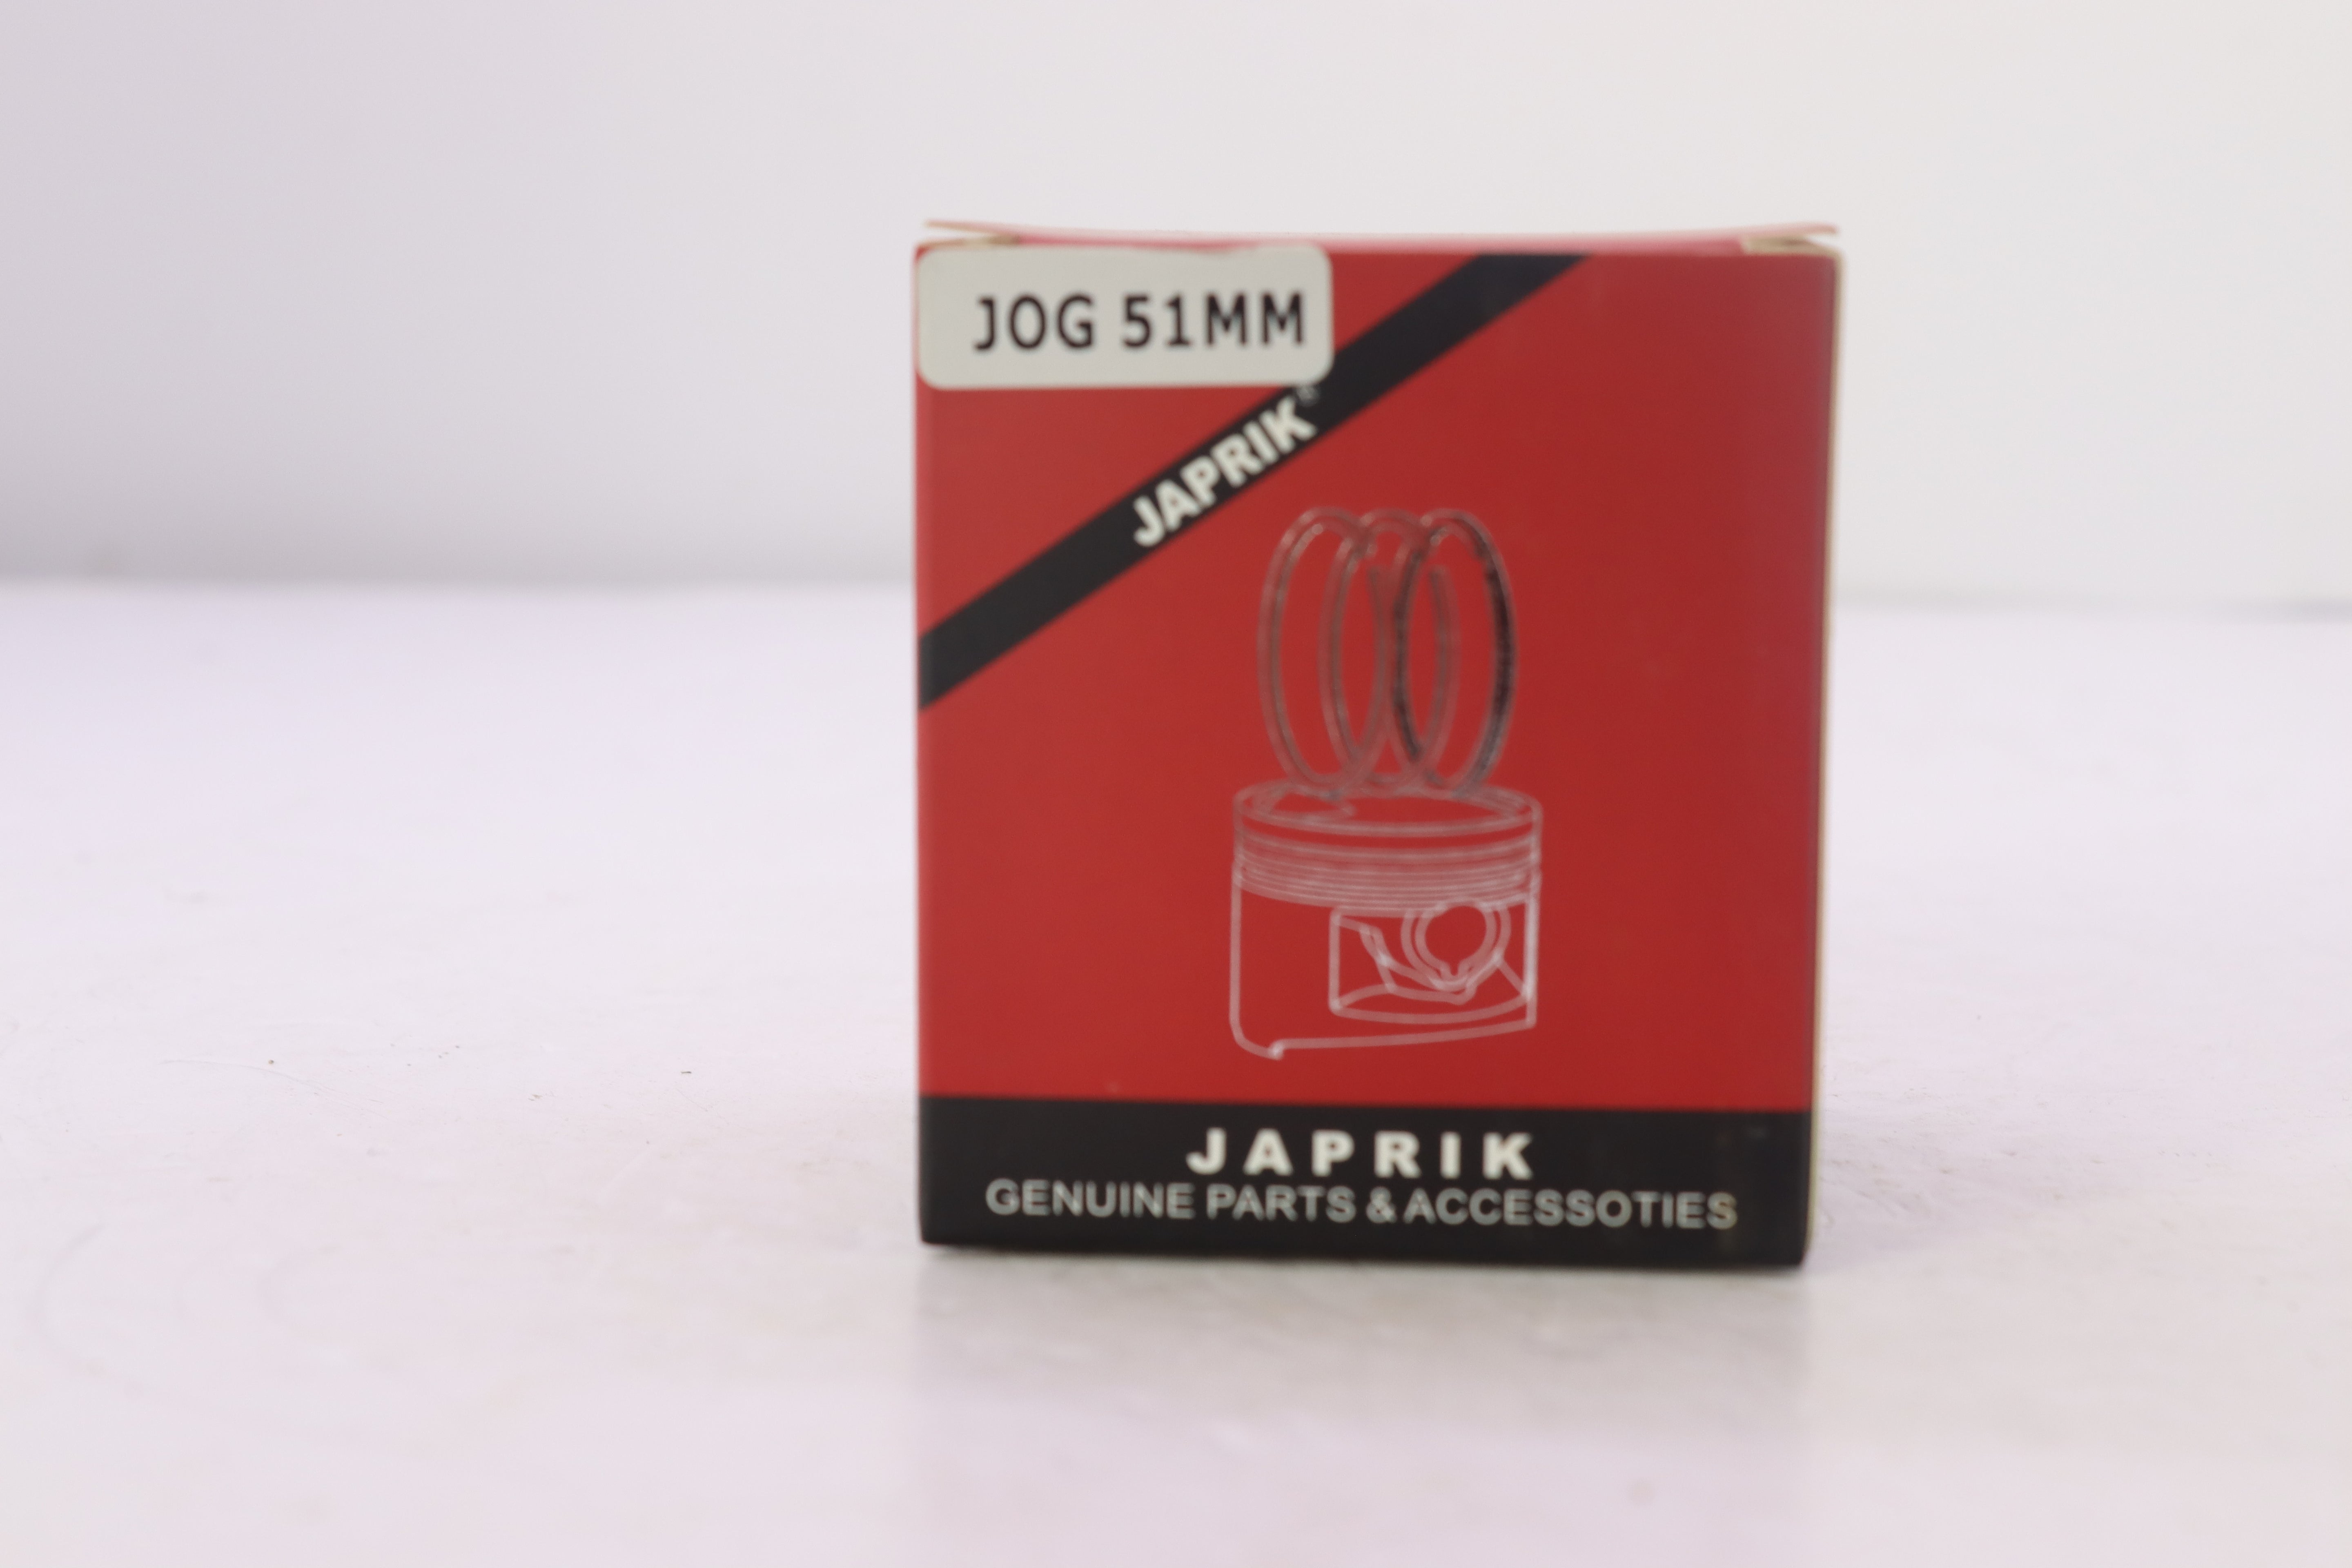 JOG 51MM
JAPRIK®
JAPRIK
GENUINE PARTS & ACCESSOTIES